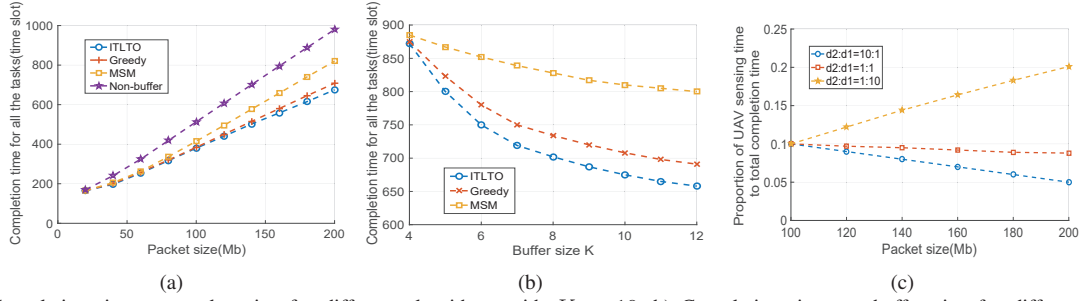 Completion time for all the tasks(time slot)
1000
800
600
400
200
0
0
50
100
150
200
Packet size(Mb)
ITLTO
Greedy
MSM
Non-buffer
(a)
Completion time for all the tasks(time slot)
900
850
800
750
700
650
600
4
6
8
10
12
Buffer size K
ITLTO
Greedy
MSM
(b)
Proportion of UAV sensing time
to total completion time
0.25
0.2
0.15
0.1
0.05
0
100
120
140
160
180
200
Packet size(Mb)
d2:d1=10:1
d2:d1=1:1
d2:d1=1:10
(c)